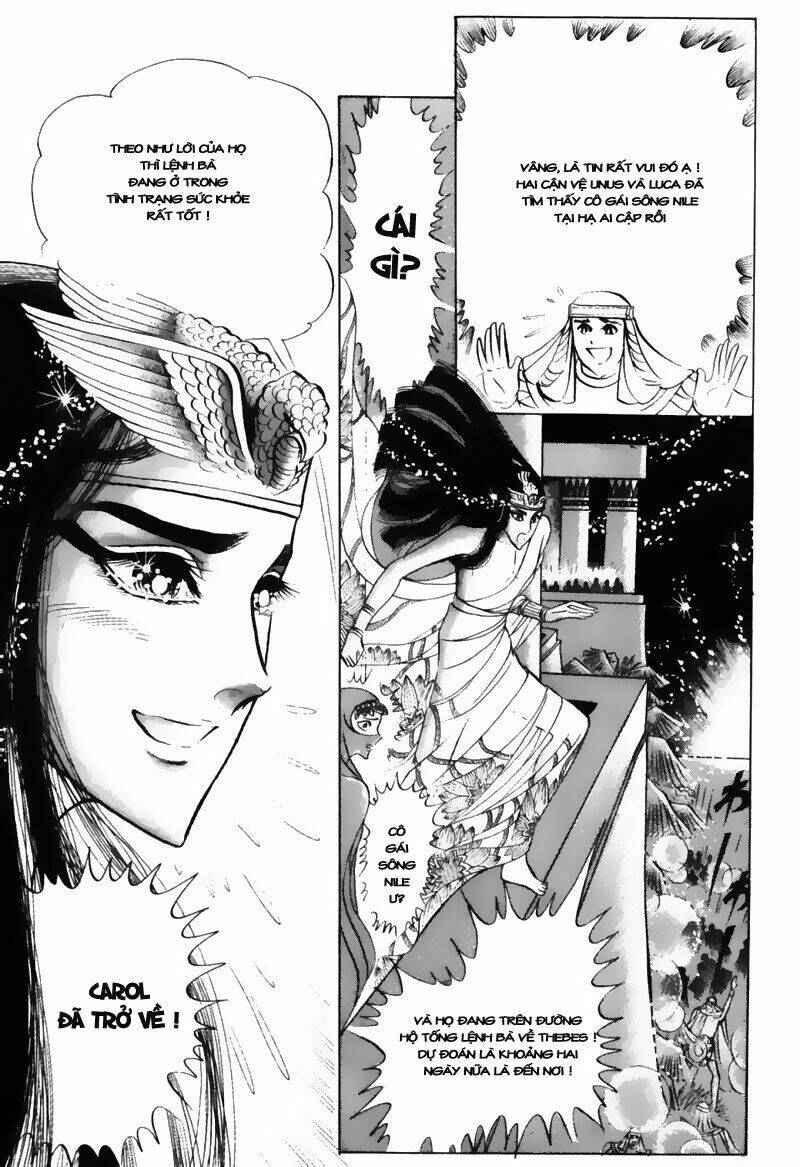 VÂNG, LÀ TIN RẤT VUI ĐÓ Ạ !
HAI CẬN VỆ UNUS VÀ LUCA ĐÃ
TÌM THẤY CÔ GÁI SÔNG NILE
TẠI HẠ AI CẬP RỒI
CÁI
GÌ?
CÔ
GÁI
SÔNG
NILE
Ư?
VÀ HỌ ĐANG TRÊN ĐƯỜNG
HỘ TỐNG LỆNH BÀ VỀ THEBES !
DỰ ĐOÁN LÀ KHOẢNG HAI
NGÀY NỮA LÀ ĐẾN NƠI !
THEO NHƯ LỜI CỦA HỌ
THÌ LỆNH BÀ
ĐANG Ở TRONG
TÌNH TRẠNG SỨC KHỎE
RẤT TỐT !
CAROL
ĐÃ TRỞ VỀ !